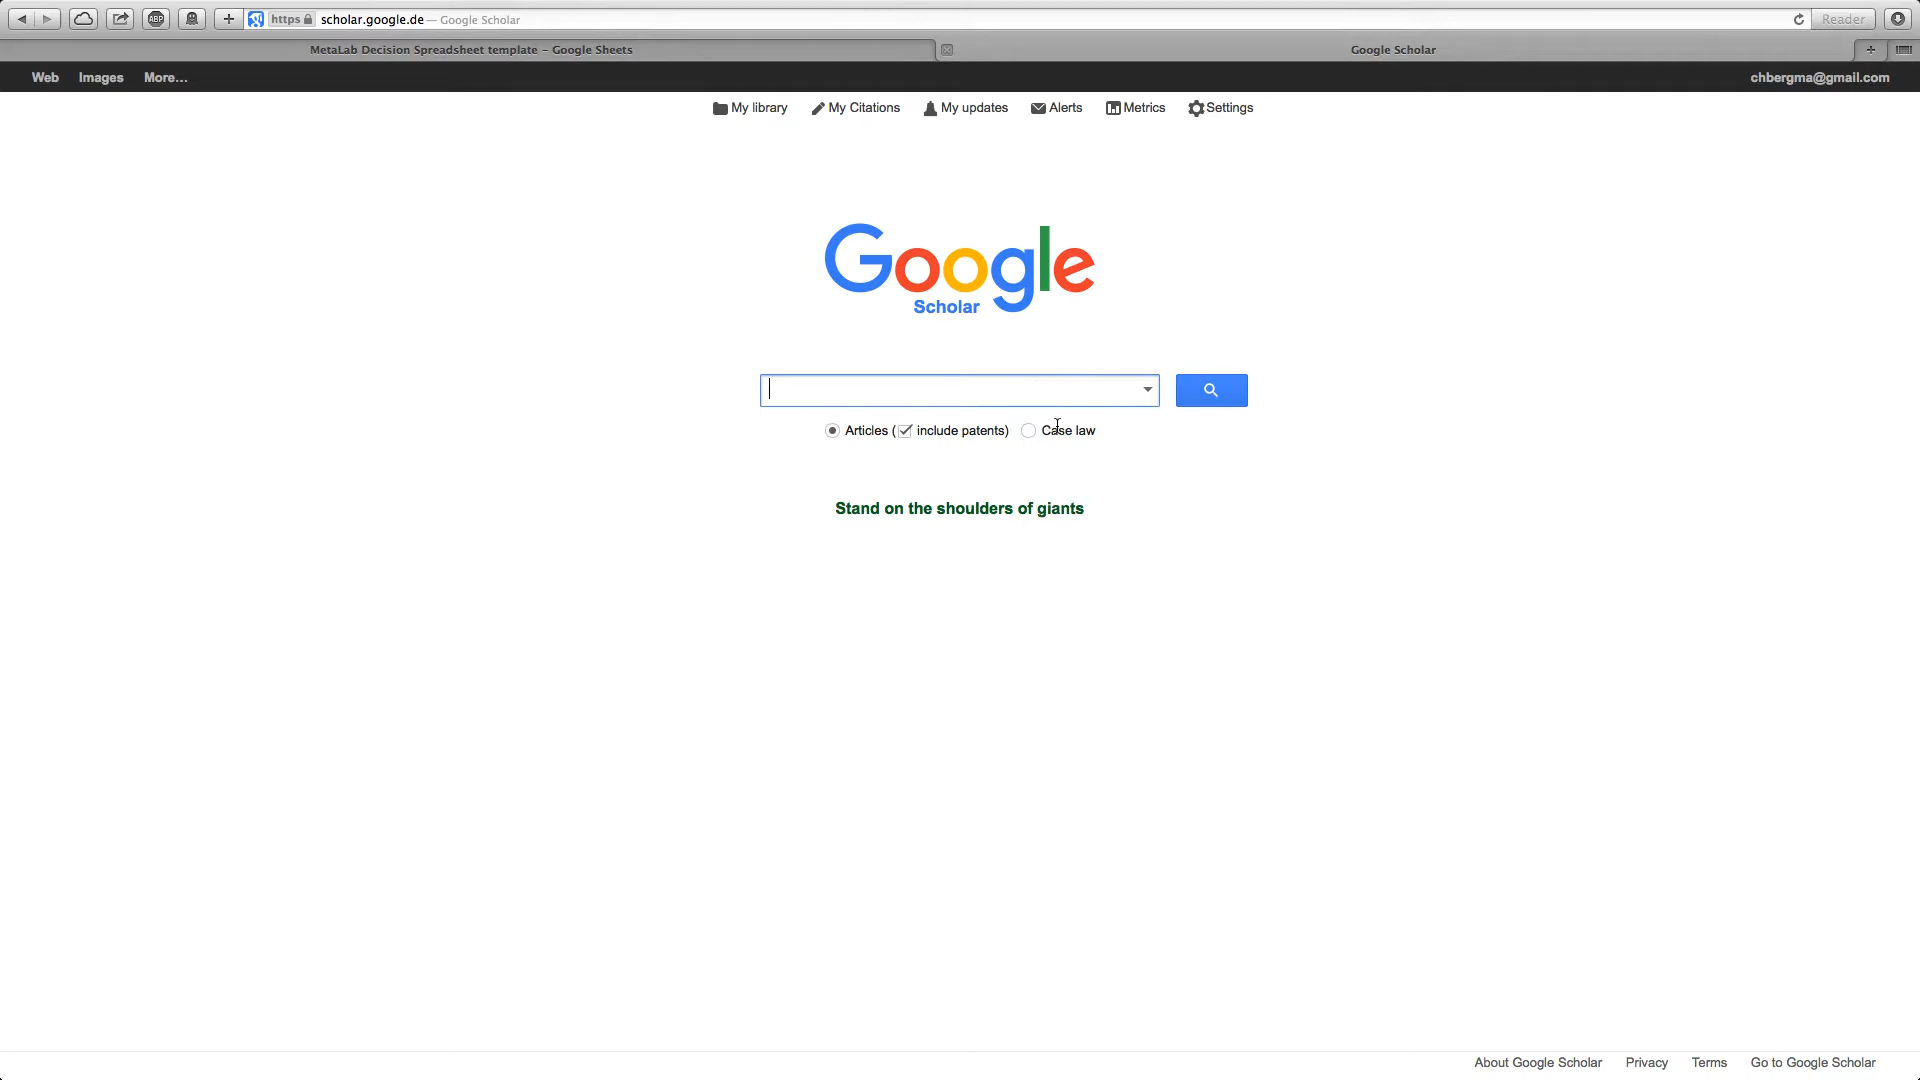 https scholar.google.de — Google Scholar
Reader
MetaLab Decision Spreadsheet template – Google Sheets
Google Scholar
Web Images More… chbergma@gmail.com
My library My Citations My updates Alerts Metrics Settings
Google
Scholar
Articles ( include patents) Case law
Stand on the shoulders of giants
About Google Scholar Privacy Terms Go to Google Scholar